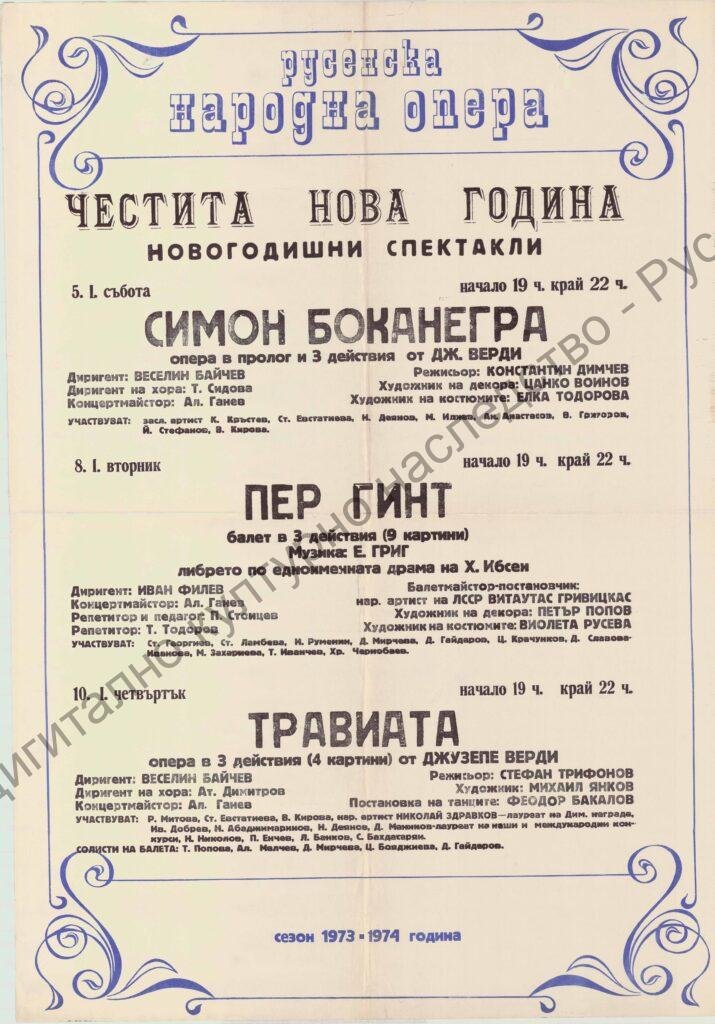 русенска
народна опера
ЧЕСТИТА НОВА ГОДИНА
НОВОГОДИШНИ СПЕКТАКЛИ
5. I. събота начало 19 ч. край 22 ч.
СИМОН БОКАНЕГРА
опера в пролог и 3 действия от ДЖ. ВЕРДИ
Диригент: ВЕСЕЛИН БАЙЧЕВ Режисьор: КОНСТАНТИН ДИМЧЕВ
Диригент на хора: Т. Сидова Художник на декора: ЦАНКО ВОЙНОВ
Концертмайстор: Ал. Ганев Художник на костюмите: ЕЛКА ТОДОРОВА
УЧАСТВУВАТ: засл. артист К. Кръстев, Ст. Евстатиева, Н. Деянов, М. Илиев, Ан. Анастасов, В. Григоров,
Й. Стефанов, В. Кирова.
8. I. вторник начало 19 ч. край 22 ч.
ПЕР ГИНТ
балет в 3 действия (9 картини)
Музика: Е. ГРИГ
либрето по едноименната драма на Х. Ибсен
Диригент: ИВАН ФИЛЕВ Балетмайстор-постановчик:
Концертмайстор: Ал. Ганев нар. артист на ЛССР ВИТАУТАС ГРИВИЦКАС
Репетитор и педагог: П. Стоицев Художник на декора: ПЕТЪР ПОПОВ
Репетитор: Т. Тодоров Художник на костюмите: ВИОЛЕТА РУСЕВА
УЧАСТВУВАТ: Ст. Георгиев, Ст. Ламбева, И. Руменин, Д. Мирчева, Д. Гайдаров, Ц. Крачунков, Д. Славова-
Иванова, М. Захариева, Т. Иванчев, Хр. Чернобаев.
10. I. четвъртък начало 19 ч. край 22 ч.
ТРАВИАТА
опера в 3 действия (4 картини) от ДЖУЗЕПЕ ВЕРДИ
Диригент: ВЕСЕЛИН БАЙЧЕВ Режисьор: СТЕФАН ТРИФОНОВ
Диригент на хора: Ат. Димитров Художник: МИХАИЛ ЯНКОВ
Концертмайстор: Ал. Ганев Постановка на танците: ФЕОДОР БАКАЛОВ
УЧАСТВУВАТ: Р. Митова, Ст. Евстатиева, В. Кирова, нар. артист НИКОЛАЙ ЗДРАВКОВ—лауреат на Дим. награда,
Ив. Добрев, Н. Абаджимаринов, Н. Деянов, Д. Манинов-лауреат на наши и международни кон-
курси, Н. Николов, П. Енчев, Л. Банков, С. Бахдасарян.
СОЛИСТИ НА БАЛЕТА: Т. Попова, Ал. Малчев, Д. Мирчева, Ц. Бояджиева, Д. Гайдаров.
сезон 1973-1974 година
дигитално културно наследство - Рус